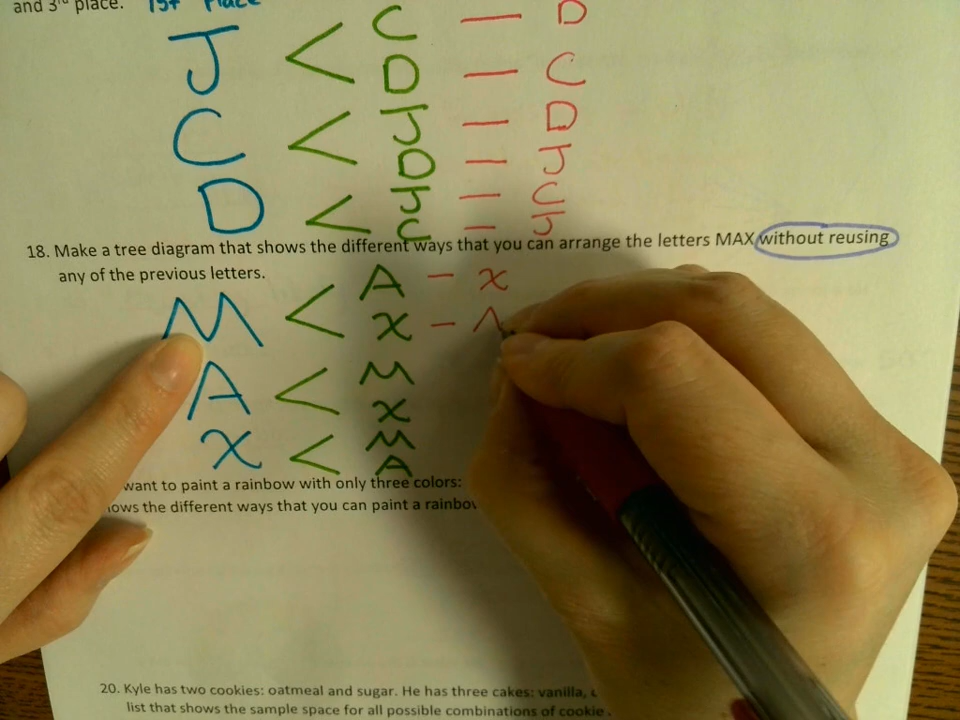 and 3rd place. 1st Place
C — D
J < D — C
C < D — J
J — D
D < C — J
18. Make a tree diagram that shows the different ways that you can arrange the letters MAX without reusing
any of the previous letters.
M < A — X
X —
A < M
X
X < M
A
want to paint a rainbow with only three colors:
ows the different ways that you can paint a rainbow
20. Kyle has two cookies: oatmeal and sugar. He has three cakes: vanilla,
list that shows the sample space for all possible combinations of cookie